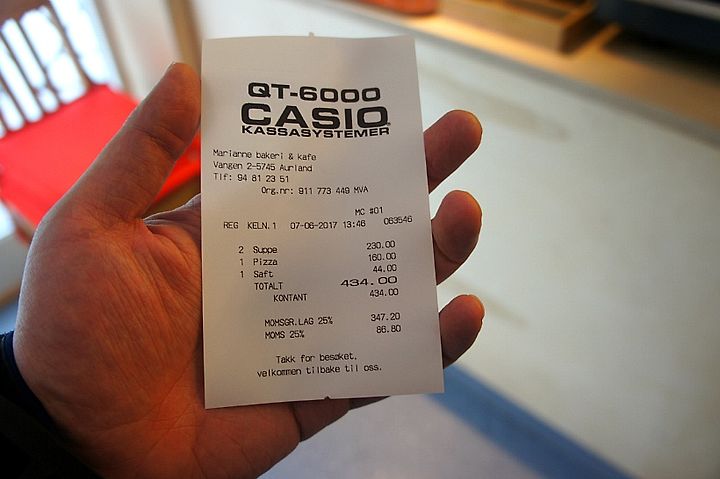 QT-6000
CASIO
KASSASYSTEMER
Marianne bakeri & kafe
Vangen 2-5745 Aurland
Tlf: 94 81 23 51
Org.nr: 911 773 449 MVA
MC #01
REG KELN.1 07-06-2017 13:46 063546
2 Suppe 230.00
1 Pizza 160.00
1 Saft 44.00
TOTALT 434.00
KONTANT 434.00
MOMSGR.LAG 25% 347.20
MOMS 25% 86.80
Takk for besøket,
velkommen tilbake til oss.